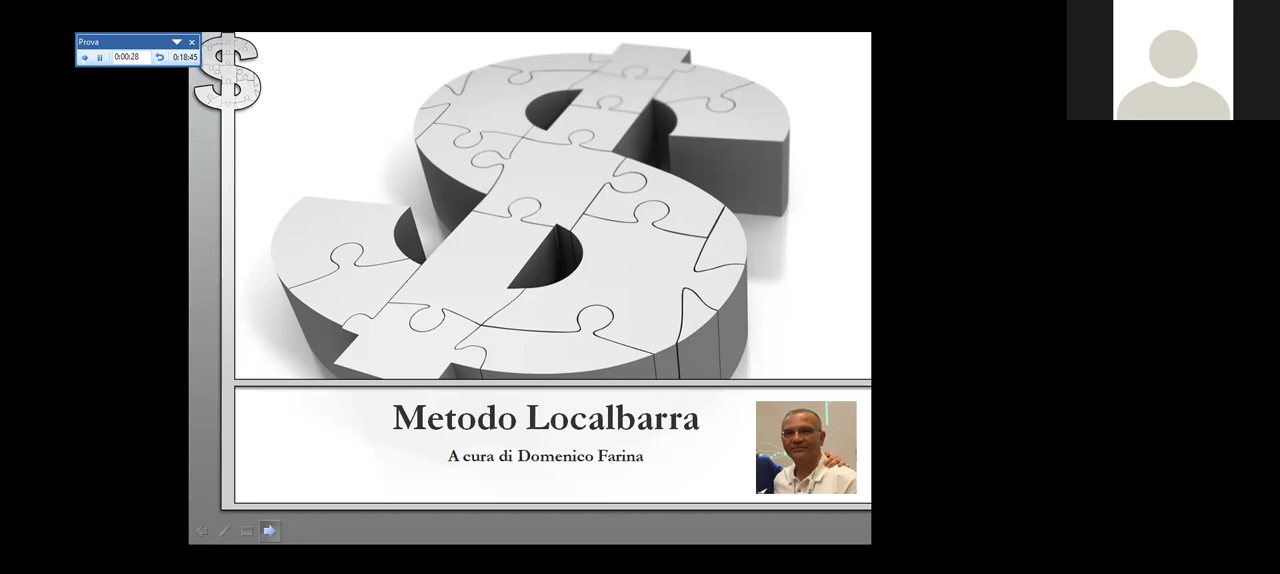 Prova
0:00:28
0:18:45
Metodo Localbarra
A cura di Domenico Farina